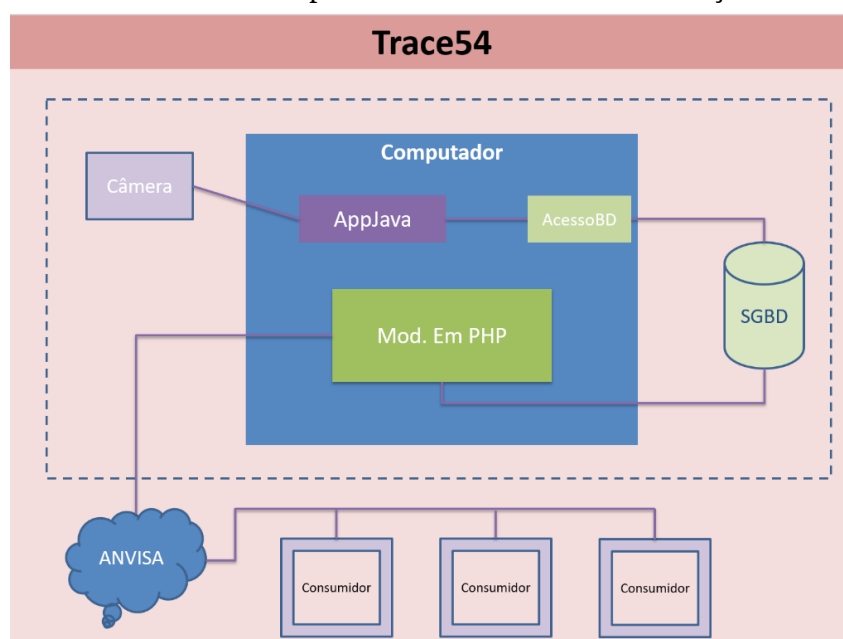 Trace54
Computador
Câmera
AppJava
AcessoBD
SGBD
Mod. Em PHP
ANVISA
Consumidor
Consumidor
Consumidor